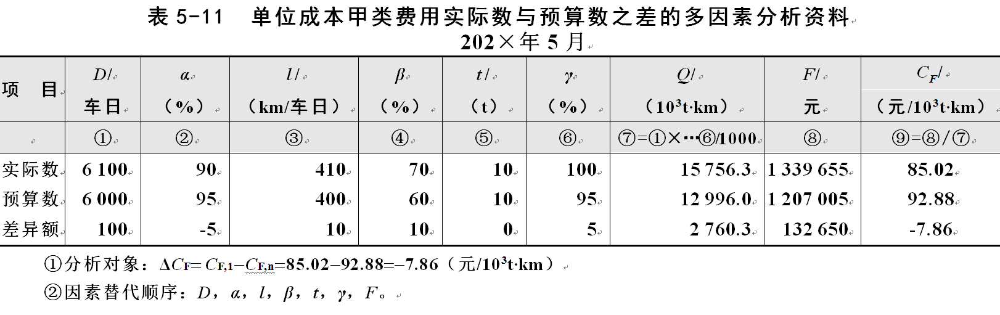 表 5-11 单位成本甲类费用实际数与预算数之差的多因素分析资料
202×年 5 月
项 目 D/ α l/ β t/ γ Q/ F/ C_F/
车日 （%） （km/车日） （%） （t） （%） （10³t·km） 元 （元/10³t·km）
① ② ③ ④ ⑤ ⑥ ⑦=①×···⑥/1000 ⑧ ⑨=⑧/⑦
实际数 6 100 90 410 70 10 100 15 756.3 1 339 655 85.02
预算数 6 000 95 400 60 10 95 12 996.0 1 207 005 92.88
差异额 100 -5 10 10 0 5 2 760.3 132 650 -7.86
①分析对象：ΔCF= CF,1−CF,n=85.02−92.88=−7.86（元/10³t·km）
②因素替代顺序：D，α，l，β，t，γ，F。